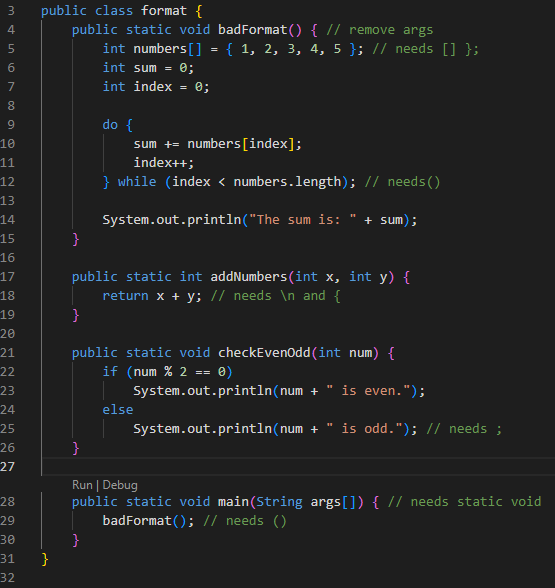 3 public class format {
4     public static void badFormat() { // remove args
5         int numbers[] = { 1, 2, 3, 4, 5 }; // needs [] };
6         int sum = 0;
7         int index = 0;
8
9         do {
10             sum += numbers[index];
11             index++;
12         } while (index < numbers.length); // needs()
13
14         System.out.println("The sum is: " + sum);
15     }
16
17     public static int addNumbers(int x, int y) {
18         return x + y; // needs \n and {
19     }
20
21     public static void checkEvenOdd(int num) {
22         if (num % 2 == 0)
23             System.out.println(num + " is even.");
24         else
25             System.out.println(num + " is odd."); // needs ;
26     }
27
Run | Debug
28     public static void main(String args[]) { // needs static void
29         badFormat(); // needs ()
30     }
31 }
32